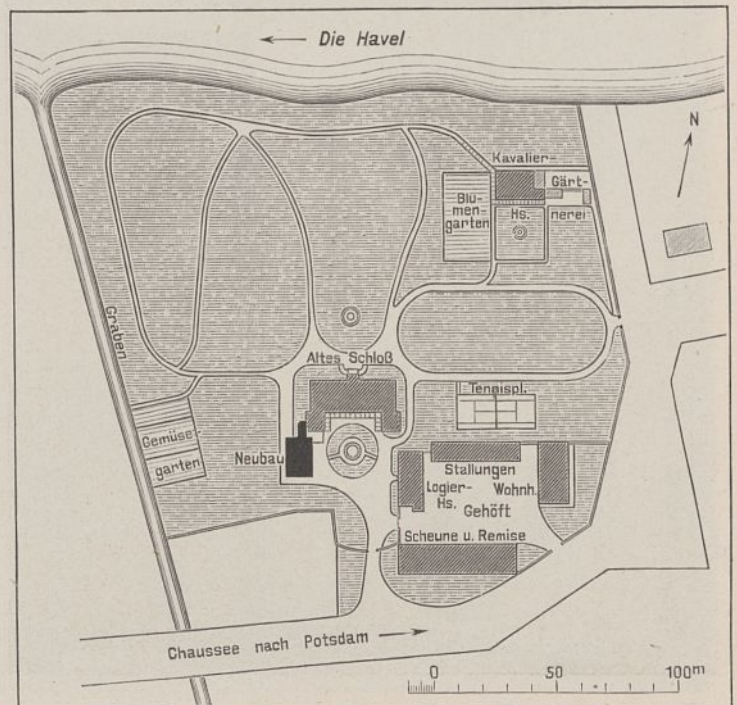 Die Havel
N
Kavalier-
Gärt-
Blu-
men-
garten
Hs.
nerei
Graben
Altes Schloß
Tennispl.
Gemüse-
garten
Neubau
Stallungen
Logier-
Hs.
Wohnh.
Gehöft
Scheune u. Remise
Chaussee nach Potsdam
0 50 100m